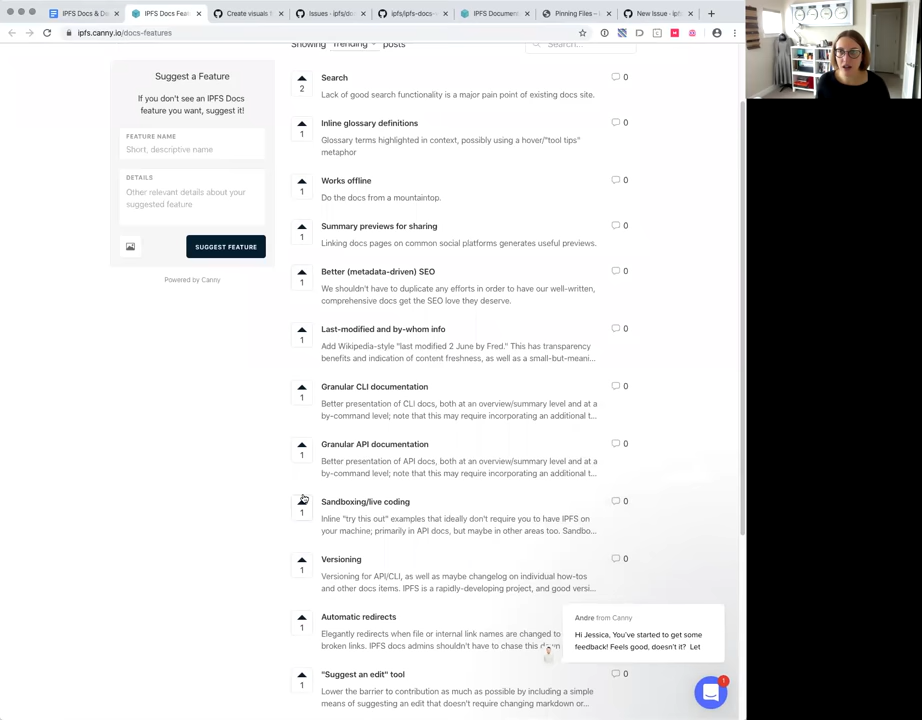 IPFS Docs & De
IPFS Docs Feat
Create visuals t
Issues · ipfs/do
ipfs/ipfs-docs-
IPFS Document
Pinning Files –
New Issue · ipfs
ipfs.canny.io/docs-features
Showing Trending posts
Search...
Suggest a Feature
If you don't see an IPFS Docs
feature you want, suggest it!
FEATURE NAME
Short, descriptive name
DETAILS
Other relevant details about your
suggested feature
SUGGEST FEATURE
Powered by Canny
Search
0
2
Lack of good search functionality is a major pain point of existing docs site.
Inline glossary definitions
0
1
Glossary terms highlighted in context, possibly using a hover/"tool tips"
metaphor
Works offline
0
1
Do the docs from a mountaintop.
Summary previews for sharing
0
1
Linking docs pages on common social platforms generates useful previews.
Better (metadata-driven) SEO
0
1
We shouldn't have to duplicate any efforts in order to have our well-written,
comprehensive docs get the SEO love they deserve.
Last-modified and by-whom info
0
1
Add Wikipedia-style "last modified 2 June by Fred." This has transparency
benefits and indication of content freshness, as well as a small-but-meani...
Granular CLI documentation
0
1
Better presentation of CLI docs, both at an overview/summary level and at a
by-command level; note that this may require incorporating an additional t...
Granular API documentation
0
1
Better presentation of API docs, both at an overview/summary level and at a
by-command level; note that this may require incorporating an additional t...
Sandboxing/live coding
0
1
Inline "try this out" examples that ideally don't require you to have IPFS on
your machine; primarily in API docs, but maybe in other areas too. Sandbo...
Versioning
0
1
Versioning for API/CLI, as well as maybe changelog on individual how-tos
and other docs items. IPFS is a rapidly-developing project, and good versi...
Automatic redirects
1
Elegantly redirects when file or internal link names are changed to
broken links. IPFS docs admins shouldn't have to chase this down
Andre from Canny
Hi Jessica, You've started to get some
feedback! Feels good, doesn't it? Let
1
"Suggest an edit" tool
0
1
Lower the barrier to contribution as much as possible by including a simple
means of suggesting an edit that doesn't require changing markdown or...